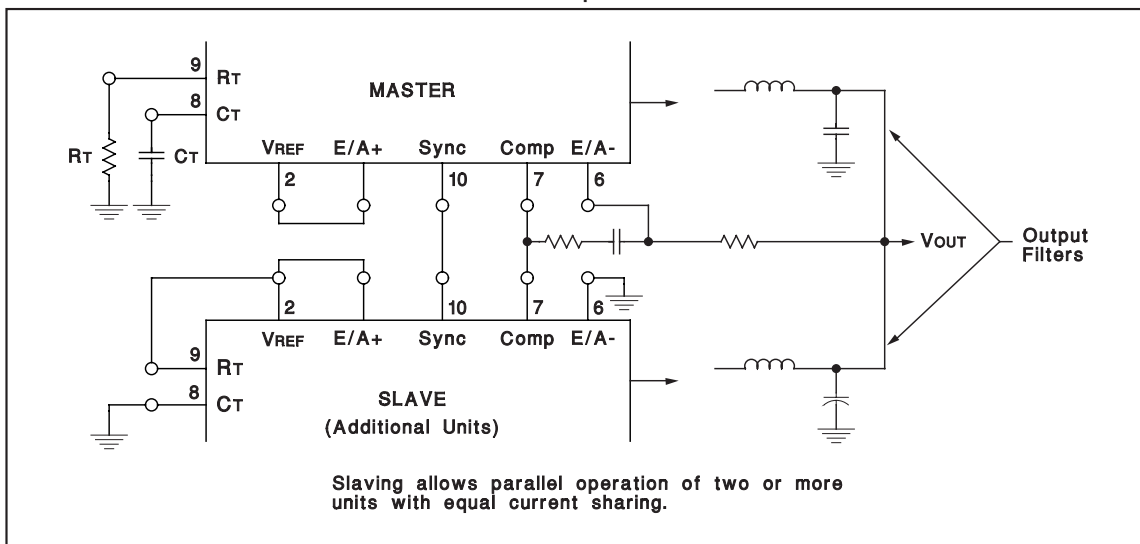 9
RT
MASTER
8
CT
RT
CT
VREF E/A+ Sync Comp E/A-
2 10 7 6
VOUT
Output
Filters
2 10 7 6
VREF E/A+ Sync Comp E/A-
9
RT
8
CT
SLAVE
(Additional Units)
Slaving allows parallel operation of two or more
units with equal current sharing.